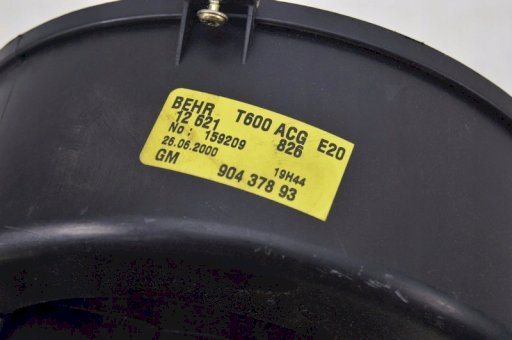 BEHR T600 ACG E20
12 621 826
No: 159209
26.06.2000 19H44
GM 904 378 93